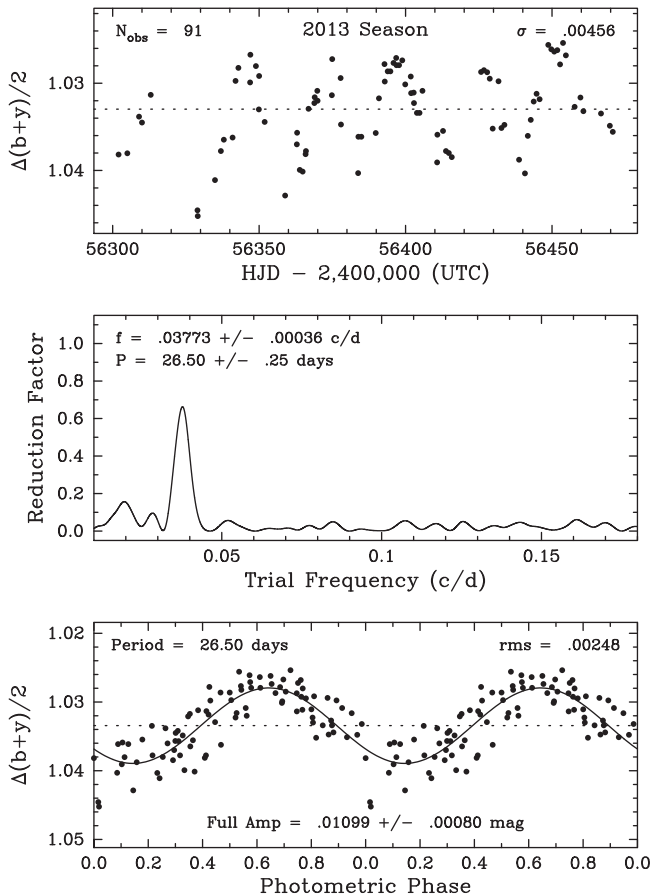 N_obs = 91
2013 Season
σ = .00456
1.03
1.04
Δ(b+y)/2
56300 56350 56400 56450
HJD − 2,400,000 (UTC)
f = .03773 +/− .00036 c/d
P = 26.50 +/− .25 days
1.0
0.8
0.6
0.4
0.2
0.0
Reduction Factor
0.05 0.1 0.15
Trial Frequency (c/d)
Period = 26.50 days
rms = .00248
1.02
1.03
1.04
1.05
Δ(b+y)/2
Full Amp = .01099 +/− .00080 mag
0.0 0.2 0.4 0.6 0.8 0.0 0.2 0.4 0.6 0.8 0.0
Photometric Phase